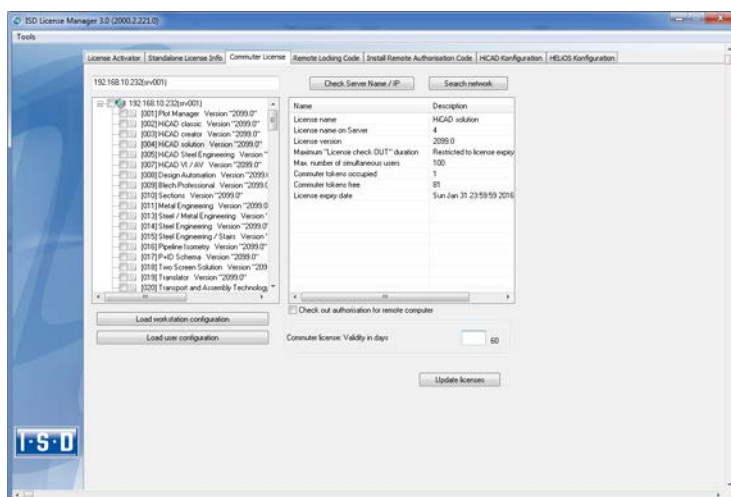 ISD License Manager 3.0 (2000.2.221.0)
Tools
License Activator Standalone License Info Commuter License Remote Locking Code Install Remote Authorisation Code HiCAD Konfiguration HELiOS Konfiguration
192.168.10.232(srv001) Check Server Name / IP Search network
192.168.10.232(srv001)
[001] Plot Manager Version "2099.0"
[002] HiCAD classic Version "2099.0"
[003] HiCAD creator Version "2099.0"
[004] HiCAD solution Version "2099.0"
[005] HiCAD Steel Engineering Version "
[007] HiCAD VI / AV Version "2099.0"
[008] Design Automation Version "2099.
[009] Blech Professional Version "2099.
[010] Sections Version "2099.0"
[011] Metal Engineering Version "2099.0
[013] Steel / Metal Engineering Version "
[014] Steel Engineering Version "2099.0"
[015] Steel Engineering / Stairs Version "
[016] Pipeline Isometry Version "2099.0"
[017] P+ID Schema Version "2099.0"
[018] Two Screen Solution Version "209
[019] Translator Version "2099.0"
[020] Transport and Assembly Technology
Name Description
License name HiCAD solution
License name on Server 4
License version 2099.0
Maximum "License check OUT" duration Restricted to license expiry
Max. number of simultaneous users 100
Commuter tokens occupied 1
Commuter tokens free 81
License expiry date Sun Jan 31 23:59:59 2016
Check out authorisation for remote computer
Load workstation configuration
Load user configuration
Commuter license: Validity in days 60
Update licenses
I·S·D